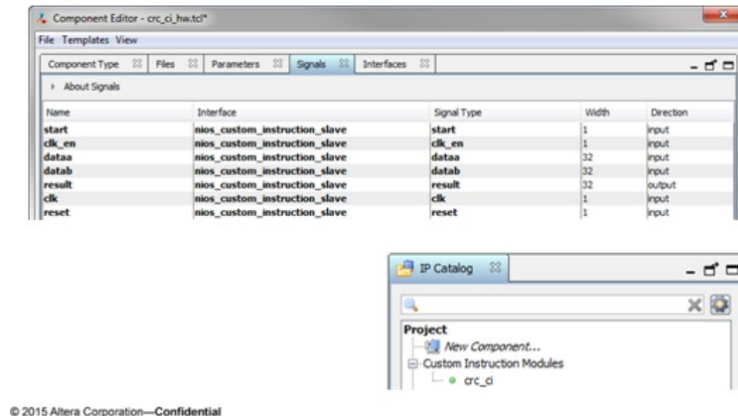 Component Editor - crc_ci_hw.tcl*
File Templates View
Component Type Files Parameters Signals Interfaces
About Signals
Name Interface Signal Type Width Direction
start nios_custom_instruction_slave start 1 input
clk_en nios_custom_instruction_slave clk_en 1 input
dataa nios_custom_instruction_slave dataa 32 input
datab nios_custom_instruction_slave datab 32 input
result nios_custom_instruction_slave result 32 output
clk nios_custom_instruction_slave clk 1 input
reset nios_custom_instruction_slave reset 1 input
IP Catalog
Project
New Component...
Custom Instruction Modules
crc_ci
© 2015 Altera Corporation—Confidential